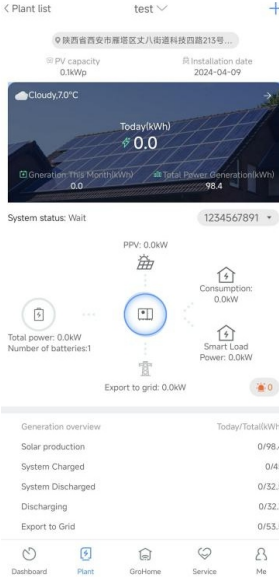 < Plant list
test
+
陕西省西安市雁塔区丈八街道科技四路213号...
PV capacity
0.1kWp
Installation date
2024-04-09
Cloudy,7.0°C
Today(kWh)
0.0
Gneration This Month(kWh)
0.0
Total Power Generation(kWh)
98.4
System status: Wait
1234567891
PPV: 0.0kW
Consumption:
0.0kW
Total power: 0.0kW
Number of batteries:1
Smart Load
Power: 0.0kW
Export to grid: 0.0kW
0
Generation overview
Today/Total(kWh
Solar production
0/98.
System Charged
0/4
System Discharged
0/32.
Discharging
0/32.
Export to Grid
0/53.
Dashboard
Plant
GroHome
Service
Me